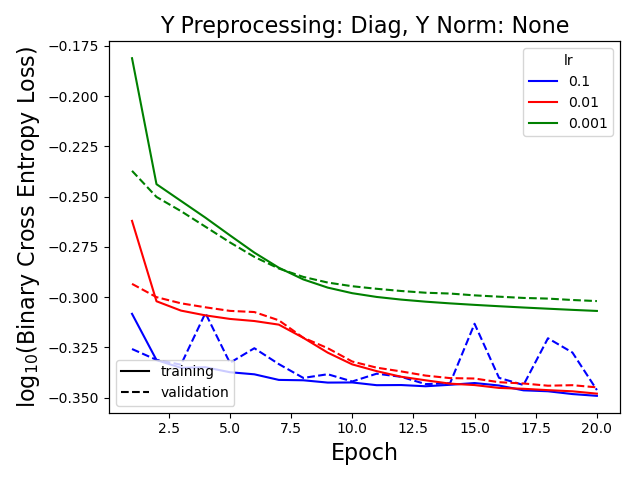 Y Preprocessing: Diag, Y Norm: None
log₁₀(Binary Cross Entropy Loss)
−0.175
−0.200
−0.225
−0.250
−0.275
−0.300
−0.325
−0.350
lr
0.1
0.01
0.001
training
validation
2.5 5.0 7.5 10.0 12.5 15.0 17.5 20.0
Epoch